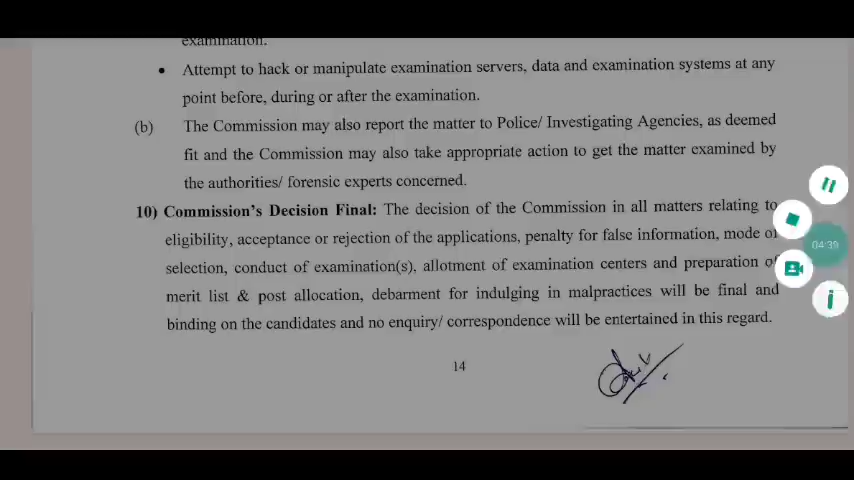 examination.
• Attempt to hack or manipulate examination servers, data and examination systems at any
point before, during or after the examination.
(b) The Commission may also report the matter to Police/ Investigating Agencies, as deemed
fit and the Commission may also take appropriate action to get the matter examined by
the authorities/ forensic experts concerned.
10) Commission's Decision Final: The decision of the Commission in all matters relating to
eligibility, acceptance or rejection of the applications, penalty for false information, mode of
selection, conduct of examination(s), allotment of examination centers and preparation of
merit list & post allocation, debarment for indulging in malpractices will be final and
binding on the candidates and no enquiry/ correspondence will be entertained in this regard.
14
04:39